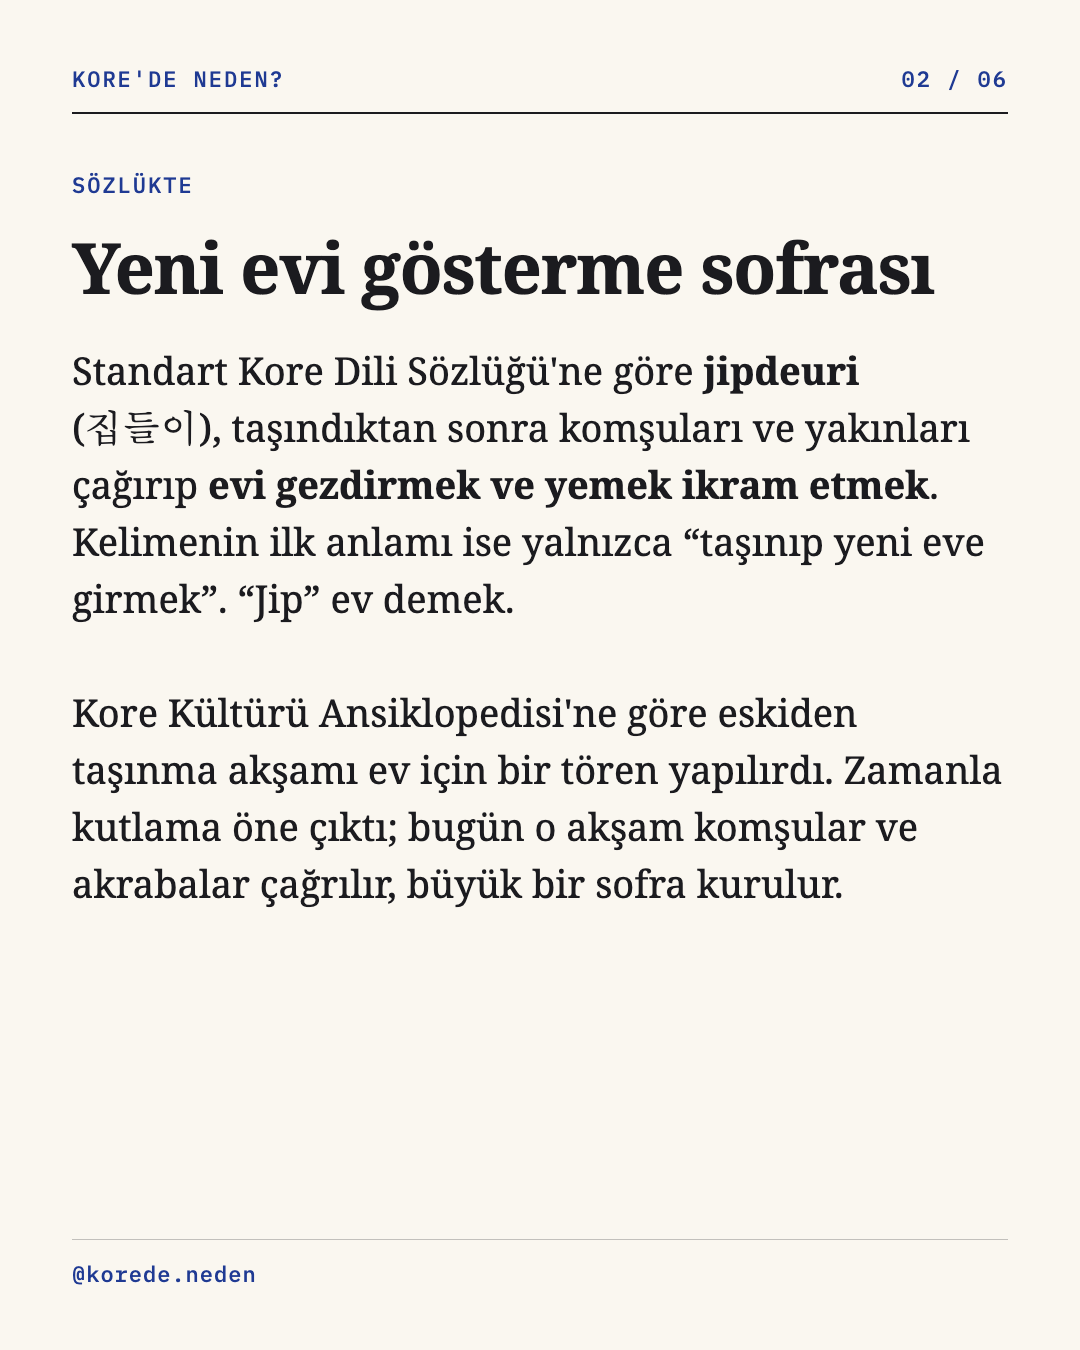 KORE'DE NEDEN?
02 / 06
SÖZLÜKTE
Yeni evi gösterme sofrası
Standart Kore Dili Sözlüğü'ne göre jipdeuri
(집들이), taşındıktan sonra komşuları ve yakınları
çağırıp evi gezdirmek ve yemek ikram etmek.
Kelimenin ilk anlamı ise yalnızca “taşınıp yeni eve
girmek”. “Jip” ev demek.
Kore Kültürü Ansiklopedisi'ne göre eskiden
taşınma akşamı ev için bir tören yapılırdı. Zamanla
kutlama öne çıktı; bugün o akşam komşular ve
akrabalar çağrılır, büyük bir sofra kurulur.
@korede.neden